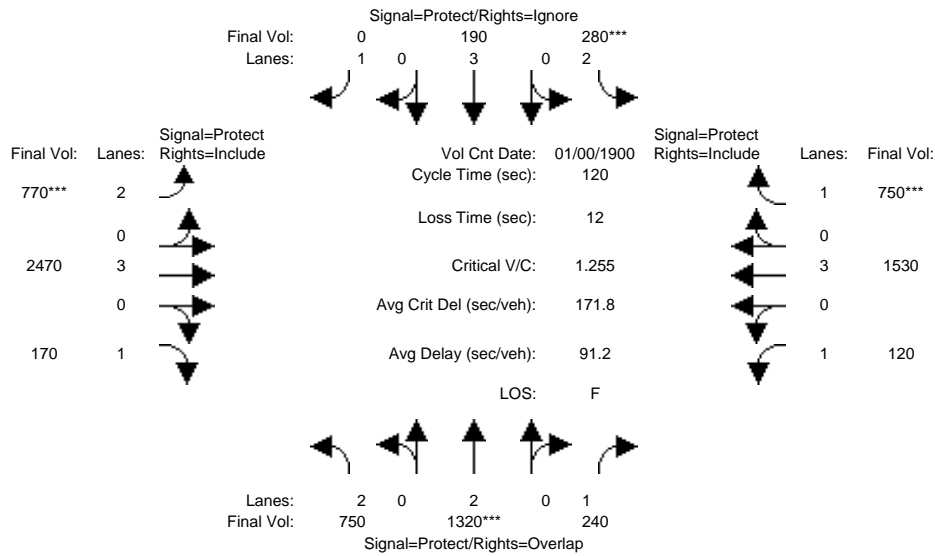 Signal=Protect/Rights=Ignore
Final Vol: 0 190 280***
Lanes: 1 0 3 0 2
Signal=Protect
Final Vol: Lanes: Rights=Include
Vol Cnt Date: 01/00/1900
Signal=Protect
Rights=Include Lanes: Final Vol:
Cycle Time (sec): 120
770*** 2
1 750***
Loss Time (sec): 12
0
0
2470 3
Critical V/C: 1.255
3 1530
0
Avg Crit Del (sec/veh): 171.8
0
170 1
Avg Delay (sec/veh): 91.2
1 120
LOS: F
Lanes: 2 0 2 0 1
Final Vol: 750 1320*** 240
Signal=Protect/Rights=Overlap